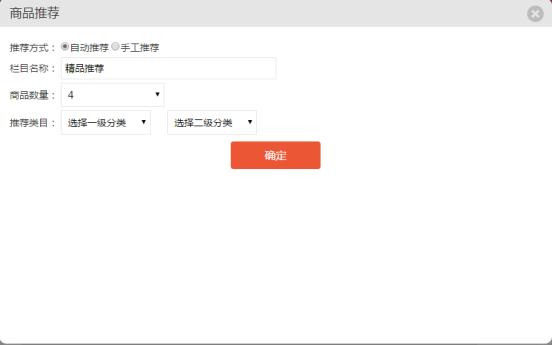 商品推荐
推荐方式： 自动推荐 手工推荐
栏目名称： 精品推荐
商品数量： 4
推荐类目： 选择一级分类 选择二级分类
确定